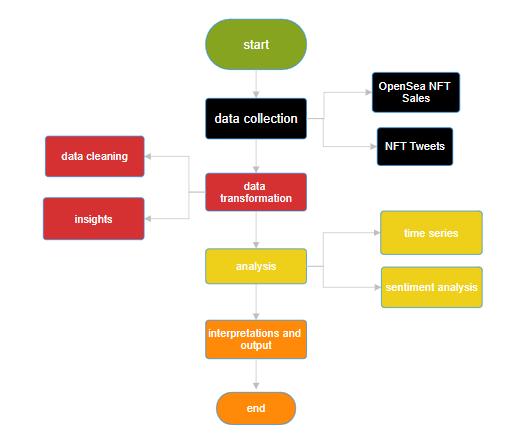 start
data collection
OpenSea NFT
Sales
NFT Tweets
data cleaning
data
transformation
insights
analysis
time series
sentiment analysis
interpretations and
output
end